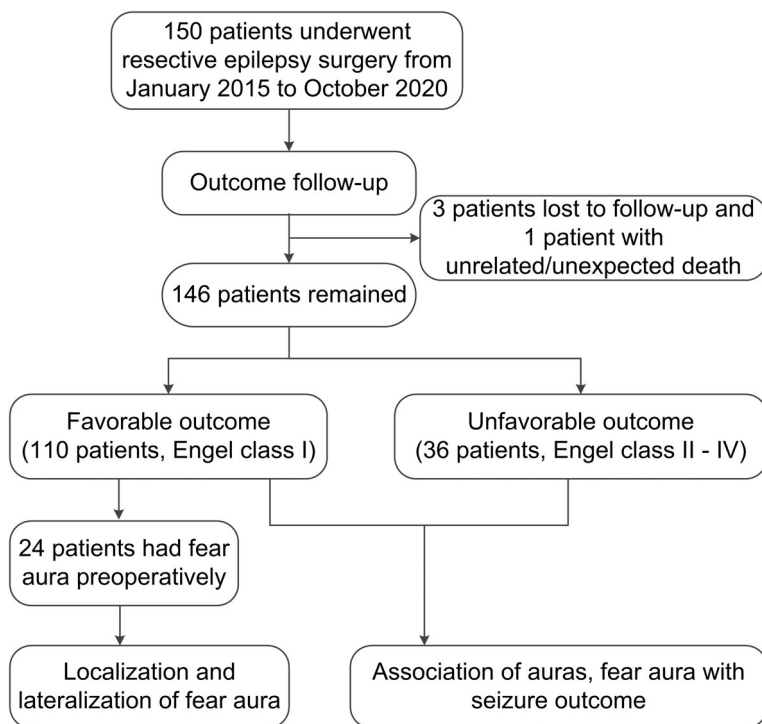 150 patients underwent
resective epilepsy surgery from
January 2015 to October 2020
Outcome follow-up
3 patients lost to follow-up and
1 patient with
unrelated/unexpected death
146 patients remained
Favorable outcome
(110 patients, Engel class I)
Unfavorable outcome
(36 patients, Engel class II - IV)
24 patients had fear
aura preoperatively
Localization and
lateralization of fear aura
Association of auras, fear aura with
seizure outcome